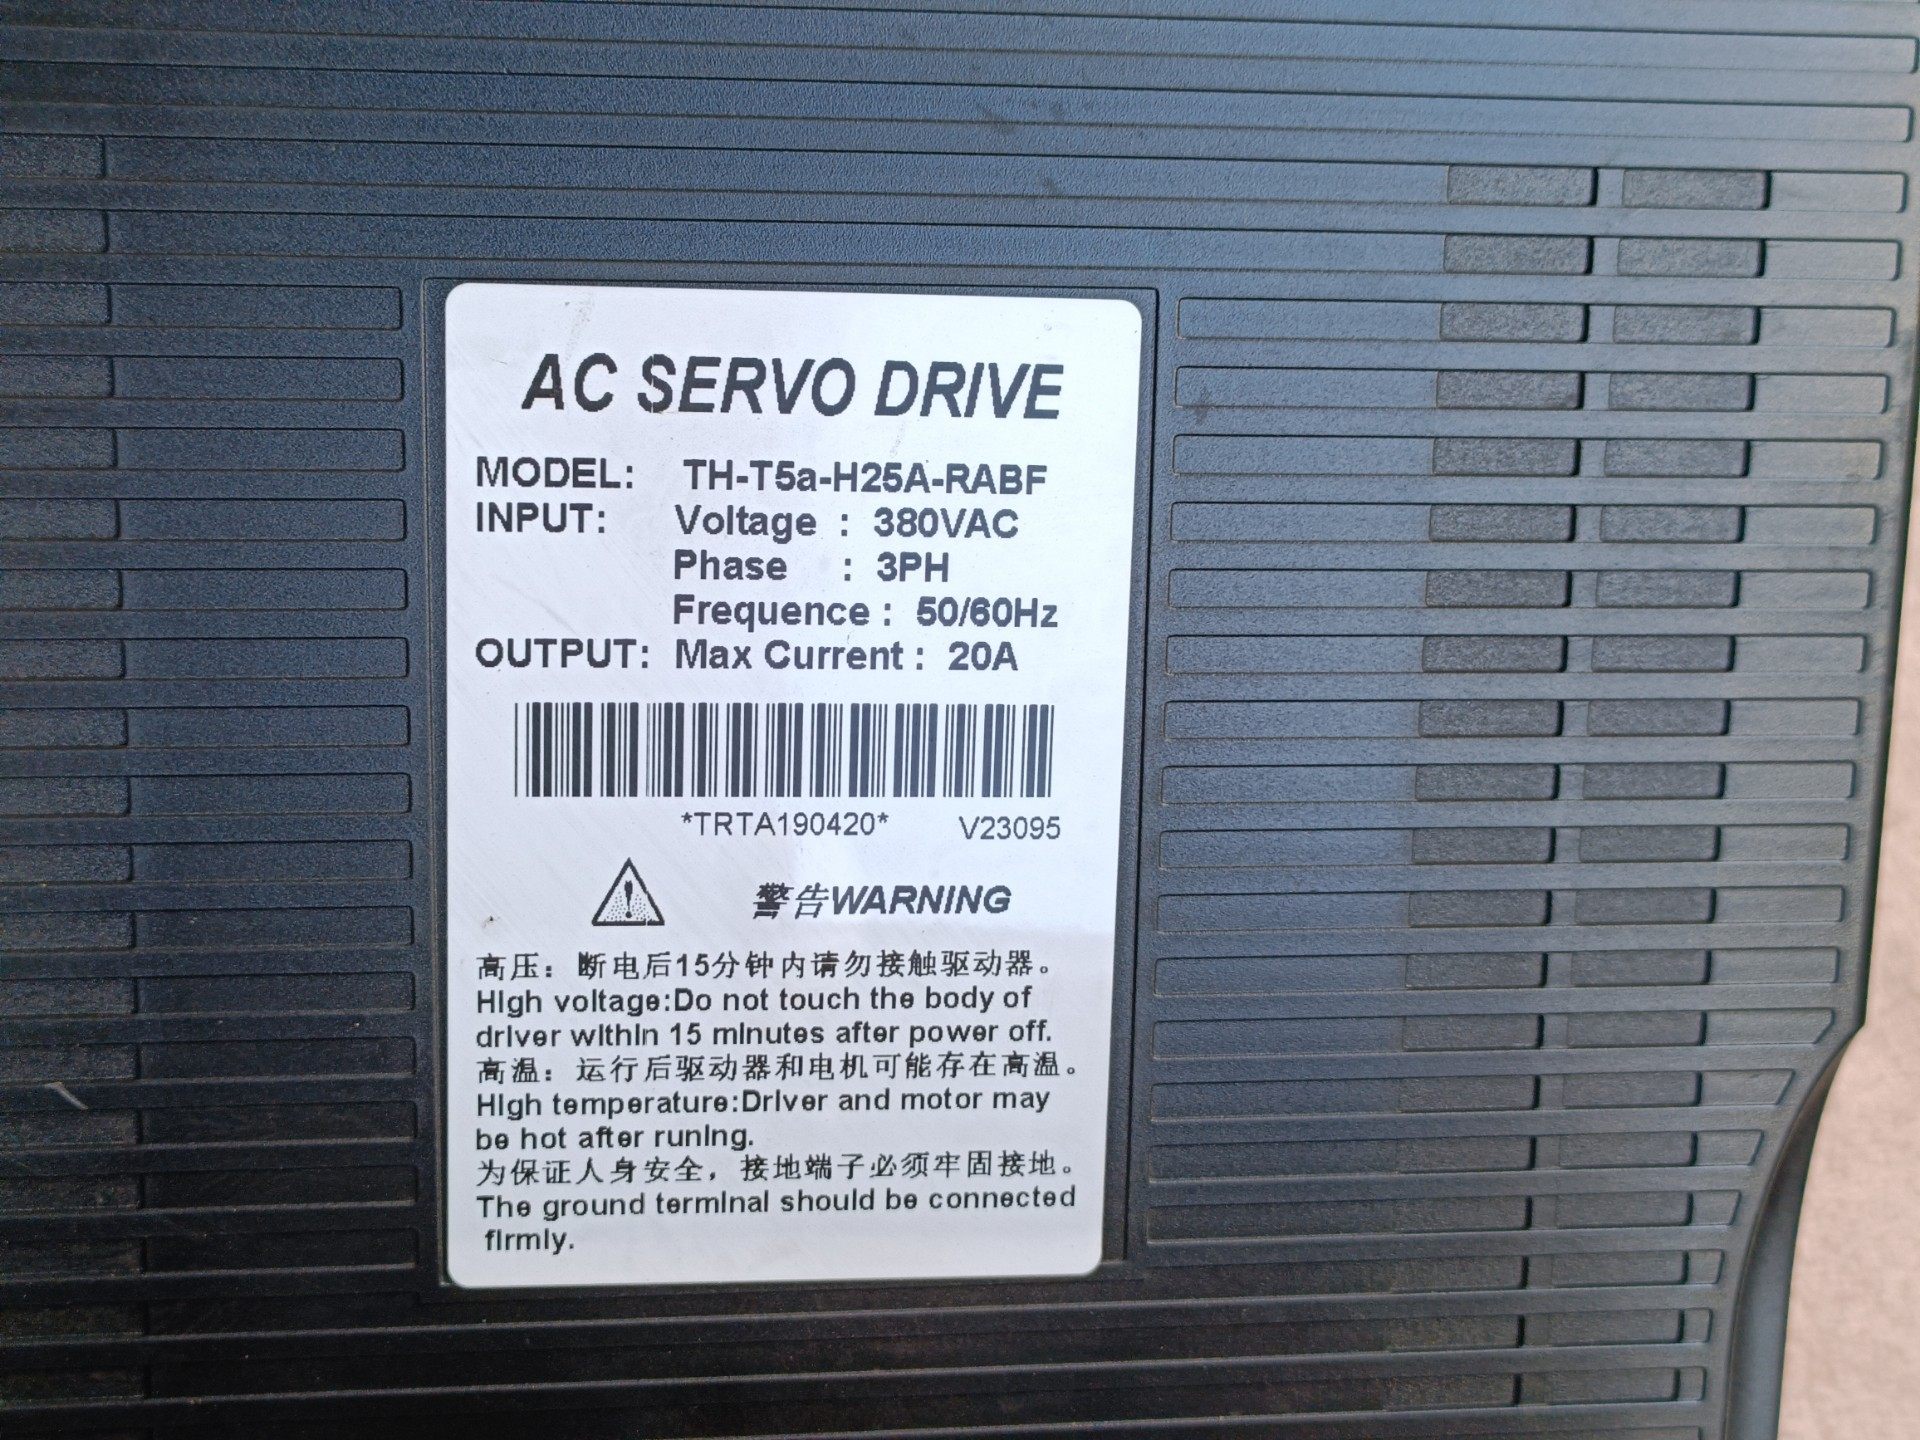 AC SERVO DRIVE
MODEL: TH-T5a-H25A-RABF
INPUT: Voltage : 380VAC
Phase : 3PH
Frequence : 50/60Hz
OUTPUT: Max Current : 20A
*TRTA190420* V23095
警告WARNING
高压：断电后15分钟内请勿接触驱动器。
High voltage:Do not touch the body of
driver within 15 minutes after power off.
高温：运行后驱动器和电机可能存在高温。
High temperature:Driver and motor may
be hot after runing.
为保证人身安全，接地端子必须牢固接地。
The ground terminal should be connected
firmly.